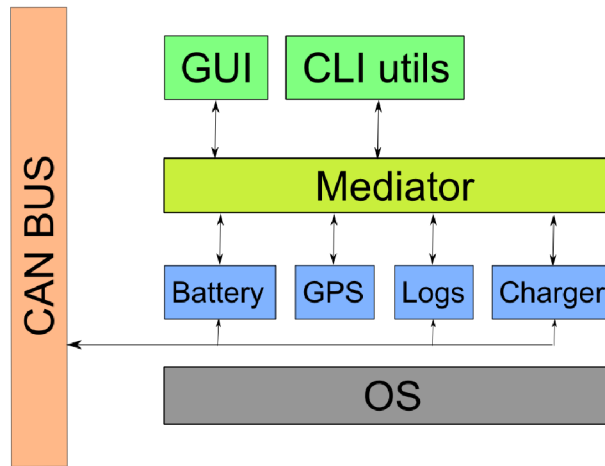 GUI
CLI utils
CAN BUS
Mediator
Battery
GPS
Logs
Charger
OS